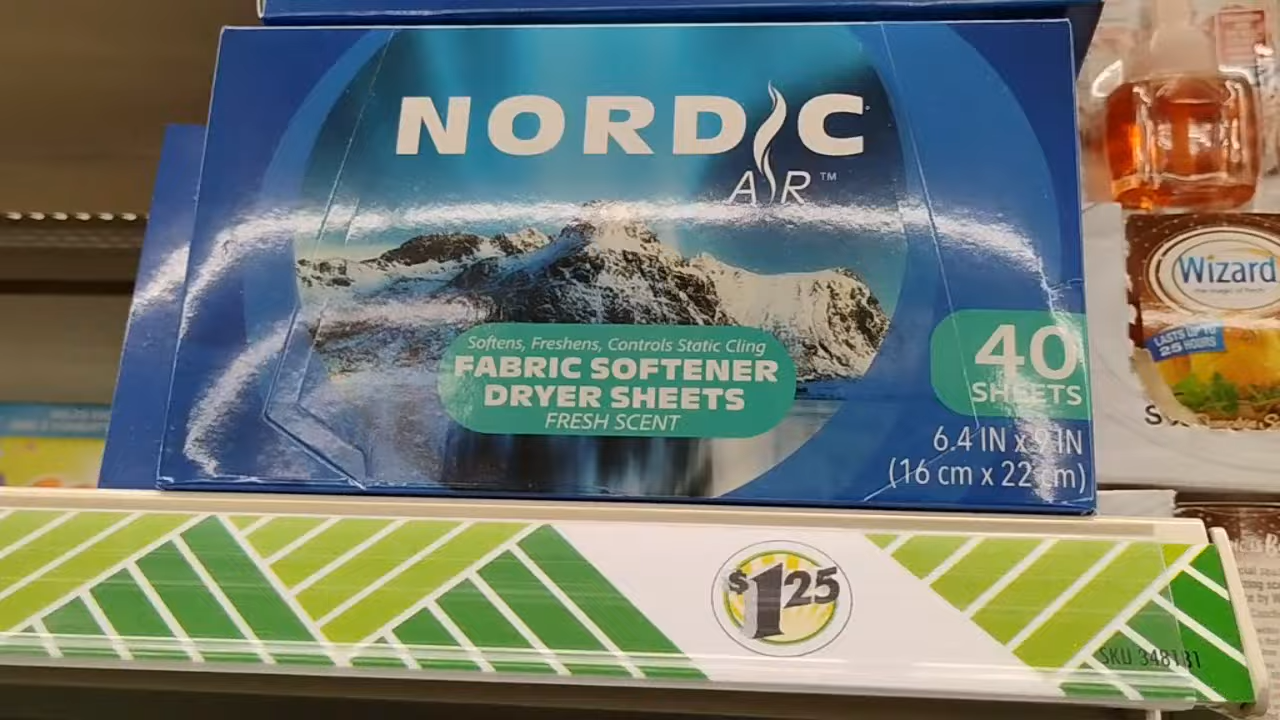 NORDIC
AIR™
Softens, Freshens, Controls Static Cling
FABRIC SOFTENER
DRYER SHEETS
FRESH SCENT
40
SHEETS
6.4 IN x 9 IN
(16 cm x 22 cm)
Wizard
LASTS UP TO
25 HOURS
$1.25
SKU 348131